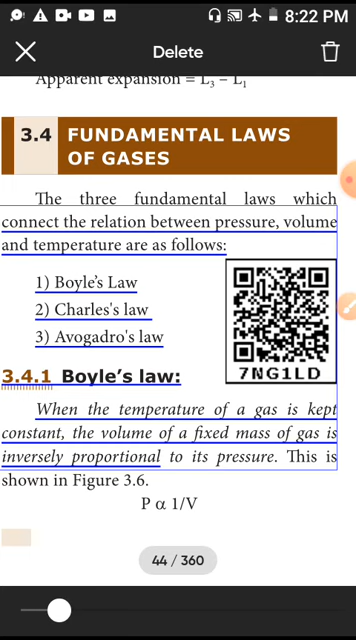 8:22 PM
Delete
Apparent expansion = L₃ – L₁
3.4 FUNDAMENTAL LAWS
OF GASES
The three fundamental laws which
connect the relation between pressure, volume
and temperature are as follows:
1) Boyle's Law
2) Charles's law
3) Avogadro's law
7NG1LD
3.4.1 Boyle's law:
When the temperature of a gas is kept
constant, the volume of a fixed mass of gas is
inversely proportional to its pressure. This is
shown in Figure 3.6.
P α 1/V
44 / 360